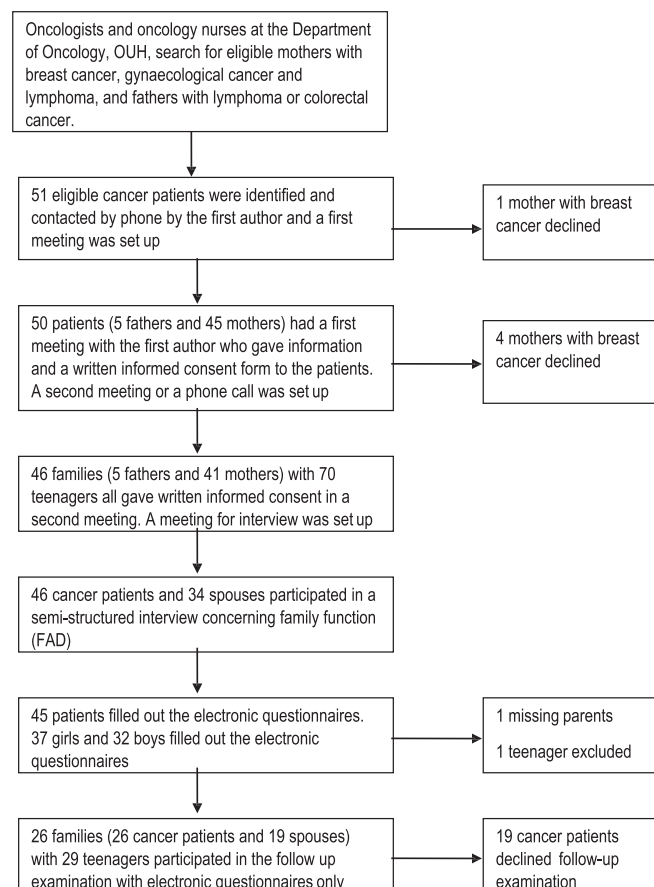 Oncologists and oncology nurses at the Department
of Oncology, OUH, search for eligible mothers with
breast cancer, gynaecological cancer and
lymphoma, and fathers with lymphoma or colorectal
cancer.
51 eligible cancer patients were identified and
contacted by phone by the first author and a first
meeting was set up
1 mother with breast
cancer declined
50 patients (5 fathers and 45 mothers) had a first
meeting with the first author who gave information
and a written informed consent form to the patients.
A second meeting or a phone call was set up
4 mothers with breast
cancer declined
46 families (5 fathers and 41 mothers) with 70
teenagers all gave written informed consent in a
second meeting. A meeting for interview was set up
46 cancer patients and 34 spouses participated in a
semi-structured interview concerning family function
(FAD)
45 patients filled out the electronic questionnaires.
37 girls and 32 boys filled out the electronic
questionnaires
1 missing parents
1 teenager excluded
26 families (26 cancer patients and 19 spouses)
with 29 teenagers participated in the follow up
examination with electronic questionnaires only
19 cancer patients
declined follow-up
examination